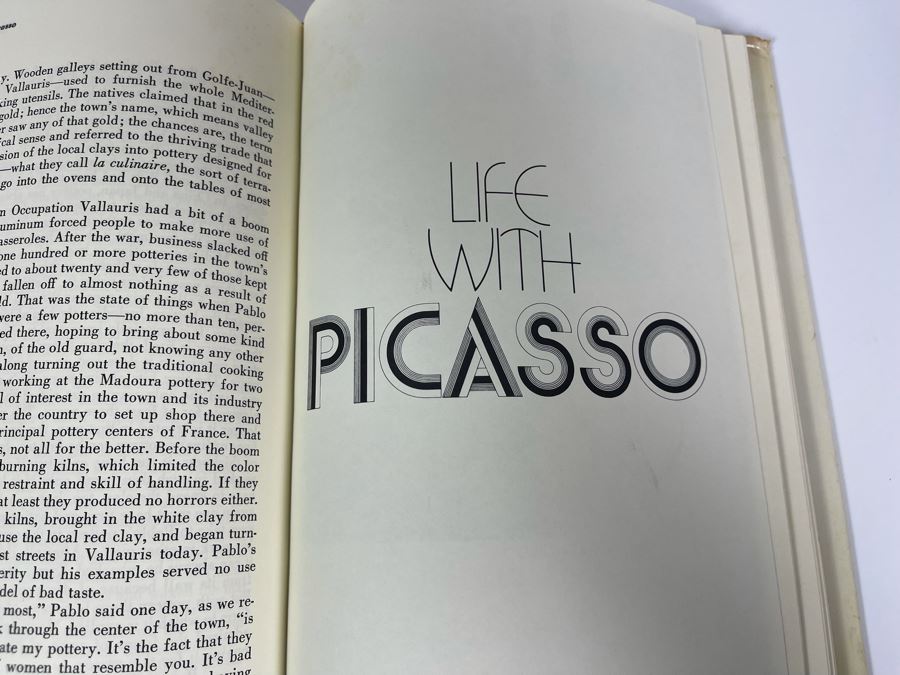 y. Wooden galleys setting out from Golfe-Juan—
Vallauris—used to furnish the whole Mediter-
king utensils. The natives claimed that in the red
gold; hence the town's name, which means valley
r saw any of that gold; the chances are, the term
ical sense and referred to the thriving trade that
sion of the local clays into pottery designed for
—what they call la culinaire, the sort of terra-
go into the ovens and onto the tables of most
n Occupation Vallauris had a bit of a boom
uminum forced people to make more use of
asseroles. After the war, business slacked off
one hundred or more potteries in the town's
ed to about twenty and very few of those kept
fallen off to almost nothing as a result of
ld. That was the state of things when Pablo
were a few potters—no more than ten, per-
ed there, hoping to bring about some kind
n, of the old guard, not knowing any other
along turning out the traditional cooking
working at the Madoura pottery for two
l of interest in the town and its industry
er the country to set up shop there and
rincipal pottery centers of France. That
s, not all for the better. Before the boom
burning kilns, which limited the color
restraint and skill of handling. If they
at least they produced no horrors either.
kilns, brought in the white clay from
use the local red clay, and began turn-
st streets in Vallauris today. Pablo's
erity but his examples served no use
del of bad taste.
most," Pablo said one day, as we re-
k through the center of the town, "is
ate my pottery. It's the fact that they
f women that resemble you. It's bad
LIFE
WITH
PICASSO